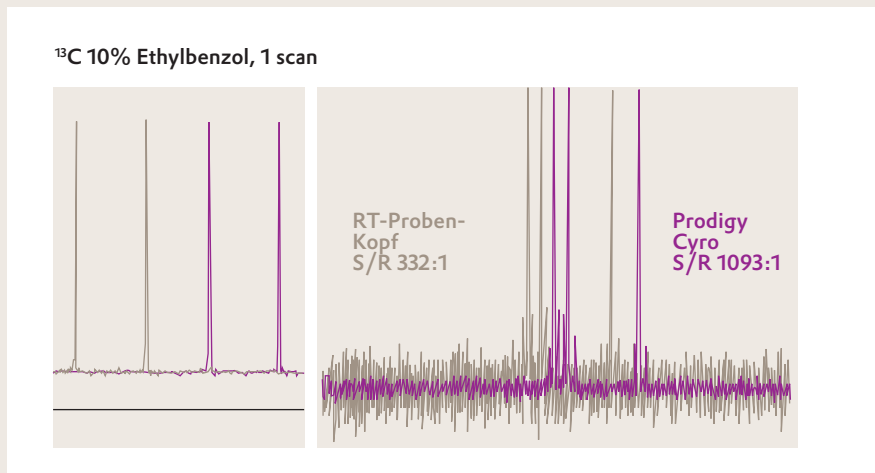 ¹³C 10% Ethylbenzol, 1 scan
RT-Proben-
Kopf
S/R 332:1
Prodigy
Cyro
S/R 1093:1